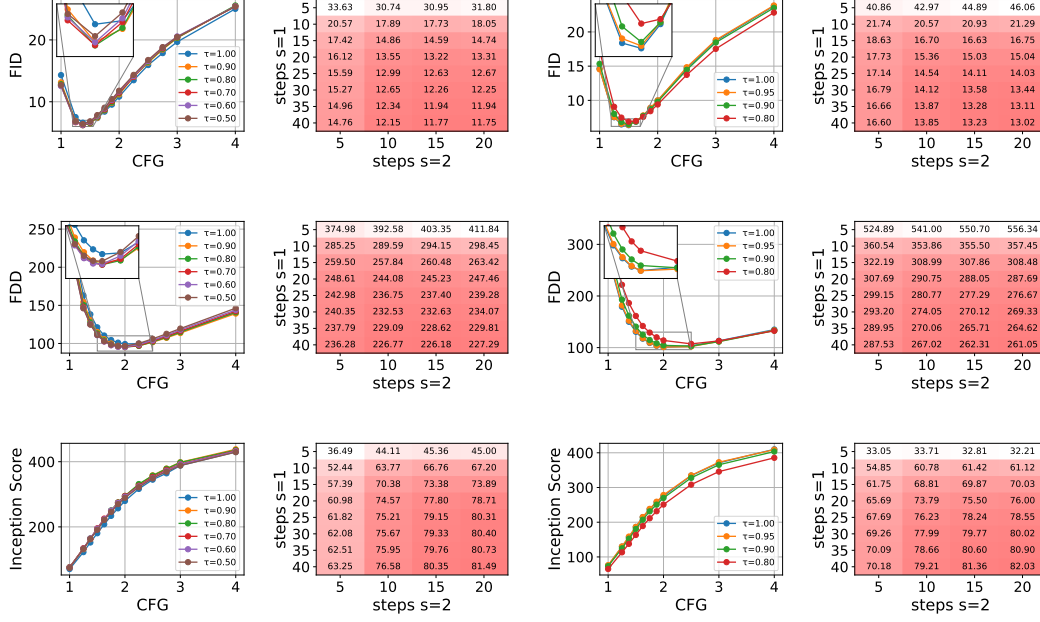 FID
20
10
1
2
3
4
CFG
τ=1.00
τ=0.90
τ=0.80
τ=0.70
τ=0.60
τ=0.50
steps s=1
5
10
15
20
25
30
35
40
33.63 30.74 30.95 31.80
20.57 17.89 17.73 18.05
17.42 14.86 14.59 14.74
16.12 13.55 13.22 13.31
15.59 12.99 12.63 12.67
15.27 12.65 12.26 12.25
14.96 12.34 11.94 11.94
14.76 12.15 11.77 11.75
5 10 15 20
steps s=2
FID
20
15
10
1
2
3
4
CFG
τ=1.00
τ=0.95
τ=0.90
τ=0.80
steps s=1
5
10
15
20
25
30
35
40
40.86 42.97 44.89 46.06
21.74 20.57 20.93 21.29
18.63 16.70 16.63 16.75
17.73 15.36 15.03 15.04
17.14 14.54 14.11 14.03
16.79 14.12 13.58 13.44
16.66 13.87 13.28 13.11
16.60 13.85 13.23 13.02
5 10 15 20
steps s=2
FDD
250
200
150
100
1
2
3
4
CFG
τ=1.00
τ=0.90
τ=0.80
τ=0.70
τ=0.60
τ=0.50
steps s=1
5
10
15
20
25
30
35
40
374.98 392.58 403.35 411.84
285.25 289.59 294.15 298.45
259.50 257.84 260.48 263.42
248.61 244.08 245.23 247.46
242.98 236.75 237.40 239.28
240.35 232.53 232.63 234.07
237.79 229.09 228.62 229.81
236.28 226.77 226.18 227.29
5 10 15 20
steps s=2
FDD
300
200
100
1
2
3
4
CFG
τ=1.00
τ=0.95
τ=0.90
τ=0.80
steps s=1
5
10
15
20
25
30
35
40
524.89 541.00 550.70 556.34
360.54 353.86 355.50 357.45
322.19 308.99 307.86 308.48
307.69 290.75 288.05 287.69
299.15 280.77 277.29 276.67
293.20 274.05 270.12 269.33
289.95 270.06 265.71 264.62
287.53 267.02 262.31 261.05
5 10 15 20
steps s=2
Inception Score
400
200
1
2
3
4
CFG
τ=1.00
τ=0.90
τ=0.80
τ=0.70
τ=0.60
τ=0.50
steps s=1
5
10
15
20
25
30
35
40
36.49 44.11 45.36 45.00
52.44 63.77 66.76 67.20
57.39 70.38 73.38 73.89
60.98 74.57 77.80 78.71
61.82 75.21 79.15 80.31
62.08 75.67 79.33 80.40
62.51 75.95 79.76 80.73
63.25 76.58 80.35 81.49
5 10 15 20
steps s=2
Inception Score
400
300
200
100
1
2
3
4
CFG
τ=1.00
τ=0.95
τ=0.90
τ=0.80
steps s=1
5
10
15
20
25
30
35
40
33.05 33.71 32.81 32.21
54.85 60.78 61.42 61.12
61.75 68.81 69.87 70.03
65.69 73.79 75.50 76.00
67.69 76.23 78.24 78.55
69.26 77.99 79.77 80.02
70.09 78.66 80.60 80.90
70.18 79.21 81.36 82.03
5 10 15 20
steps s=2